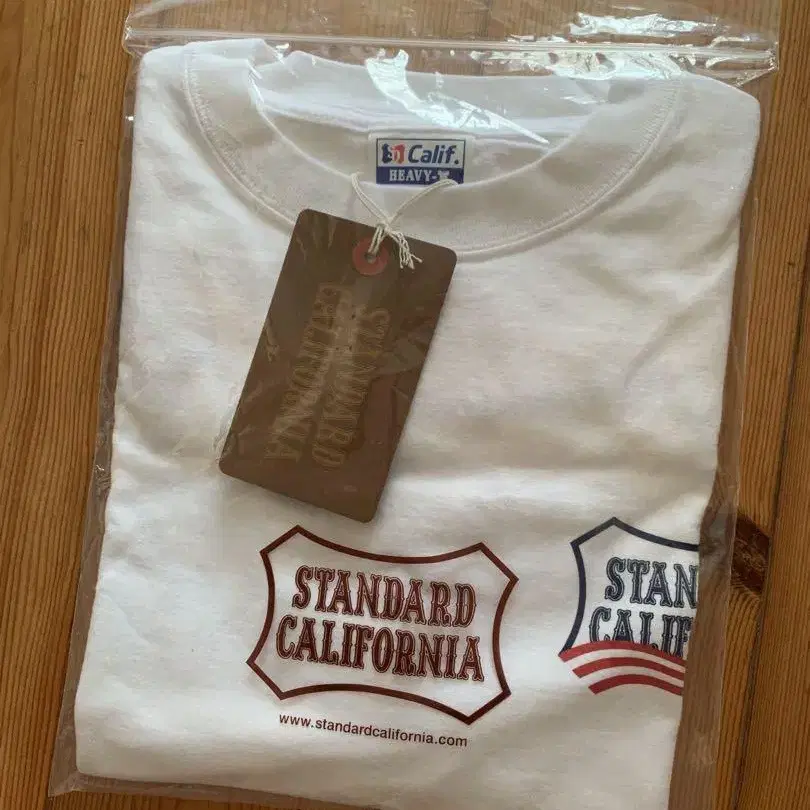 Calif.
HEAVY-
STANDARD
CALIFORNIA
STANDARD
CALIFORNIA
www.standardcalifornia.com
STAN
CALIF